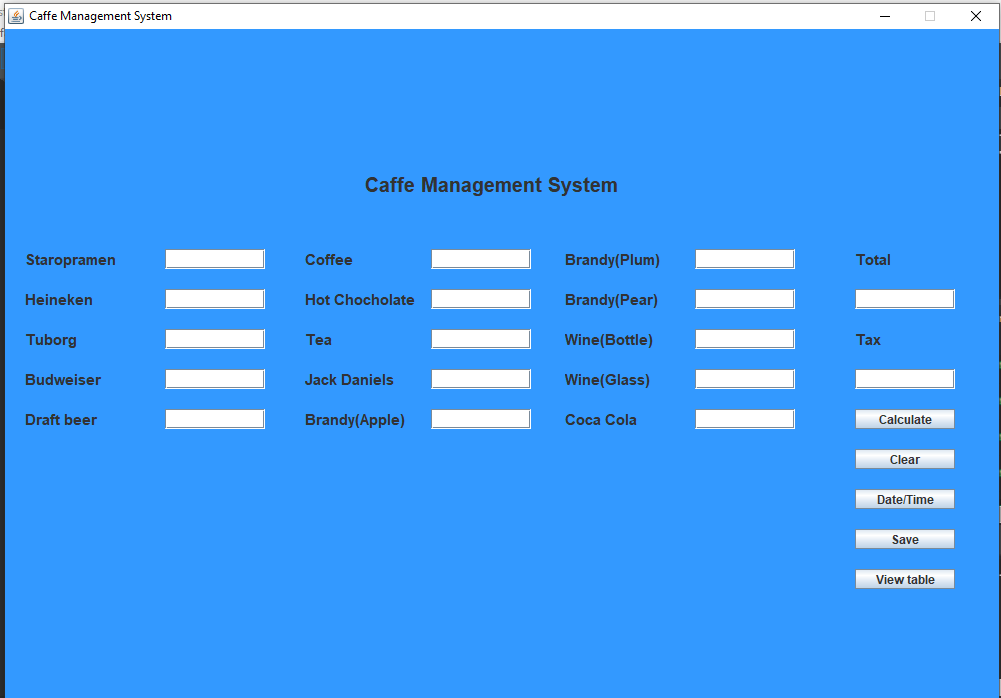 Caffe Management System
Caffe Management System
Staropramen Coffee Brandy(Plum) Total
Heineken Hot Chocholate Brandy(Pear)
Tuborg Tea Wine(Bottle) Tax
Budweiser Jack Daniels Wine(Glass)
Draft beer Brandy(Apple) Coca Cola Calculate
Clear
Date/Time
Save
View table